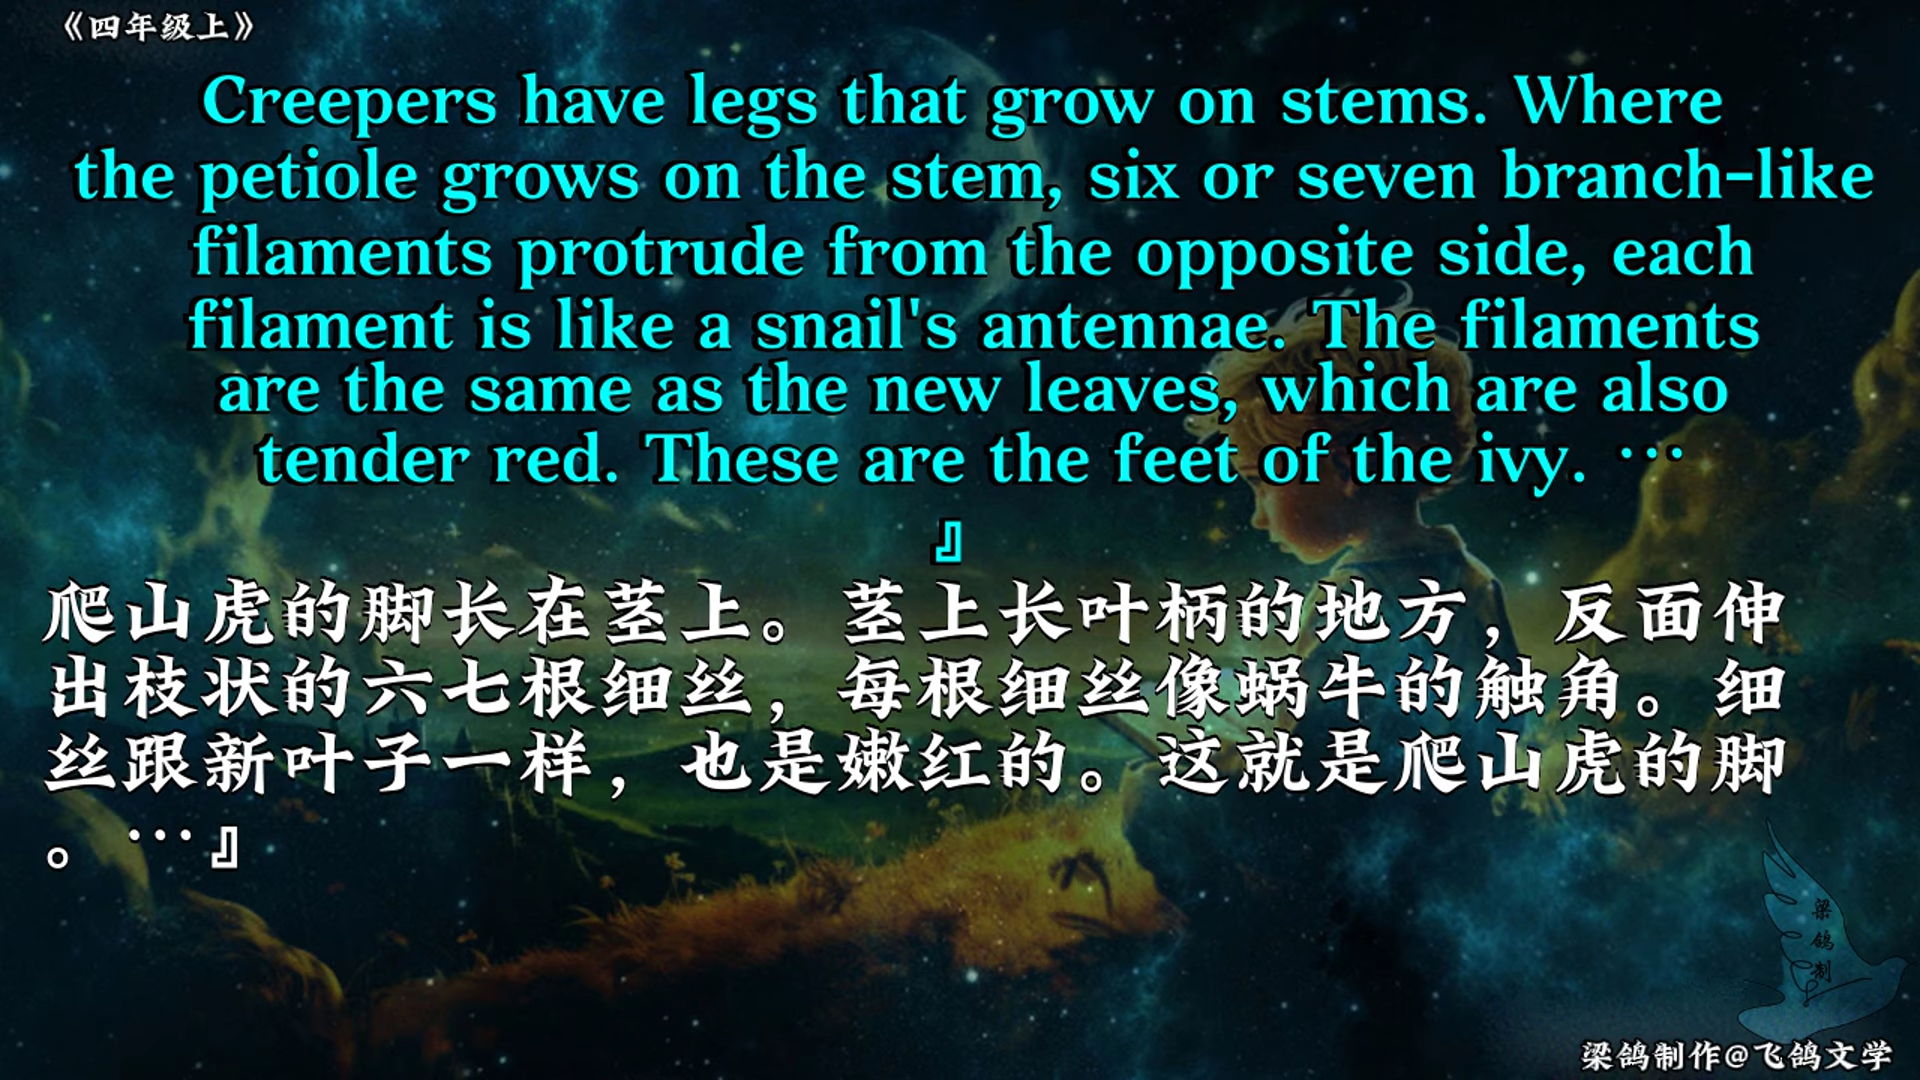 《四年级上》
Creepers have legs that grow on stems. Where
the petiole grows on the stem, six or seven branch-like
filaments protrude from the opposite side, each
filament is like a snail's antennae. The filaments
are the same as the new leaves, which are also
tender red. These are the feet of the ivy. …
』
爬山虎的脚长在茎上。茎上长叶柄的地方，反面伸
出枝状的六七根细丝，每根细丝像蜗牛的触角。细
丝跟新叶子一样，也是嫩红的。这就是爬山虎的脚
。…』
梁
鸽
制
梁鸽制作@飞鸽文学